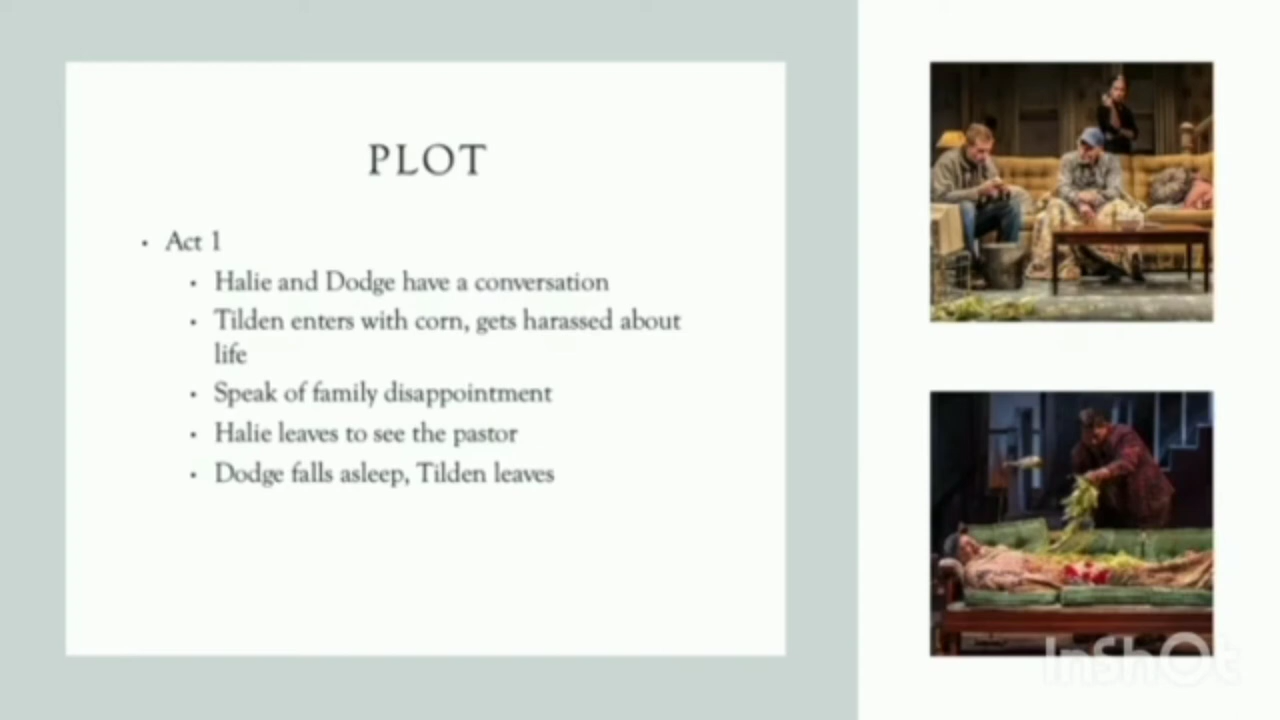 PLOT
• Act 1
• Halie and Dodge have a conversation
• Tilden enters with corn, gets harassed about
life
• Speak of family disappointment
• Halie leaves to see the pastor
• Dodge falls asleep, Tilden leaves
InShOt